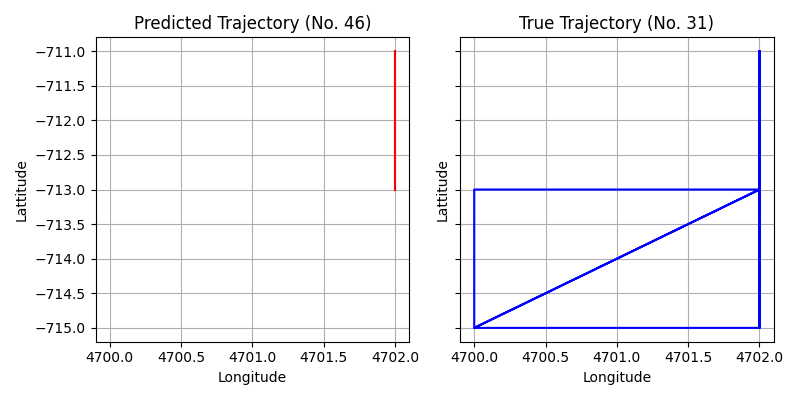 Predicted Trajectory (No. 46)
−711.0
−711.5
−712.0
−712.5
−713.0
−713.5
−714.0
−714.5
−715.0
Lattitude
4700.0 4700.5 4701.0 4701.5 4702.0
Longitude
True Trajectory (No. 31)
Lattitude
4700.0 4700.5 4701.0 4701.5 4702.0
Longitude